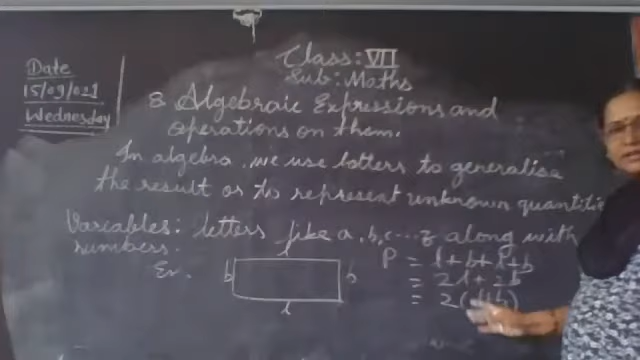 Class: VII
Sub: Maths
Date
15/09/2021
Wednesday
8 Algebraic Expressions and
operations on them.
In algebra, we use letters to generalise
the result or to represent unknown
Variables: letters like a, b, c ... z along with
numbers.
Ex.
l
b
b
l
P = l + b + l + b
= 2l + 2b
= 2(l+b)